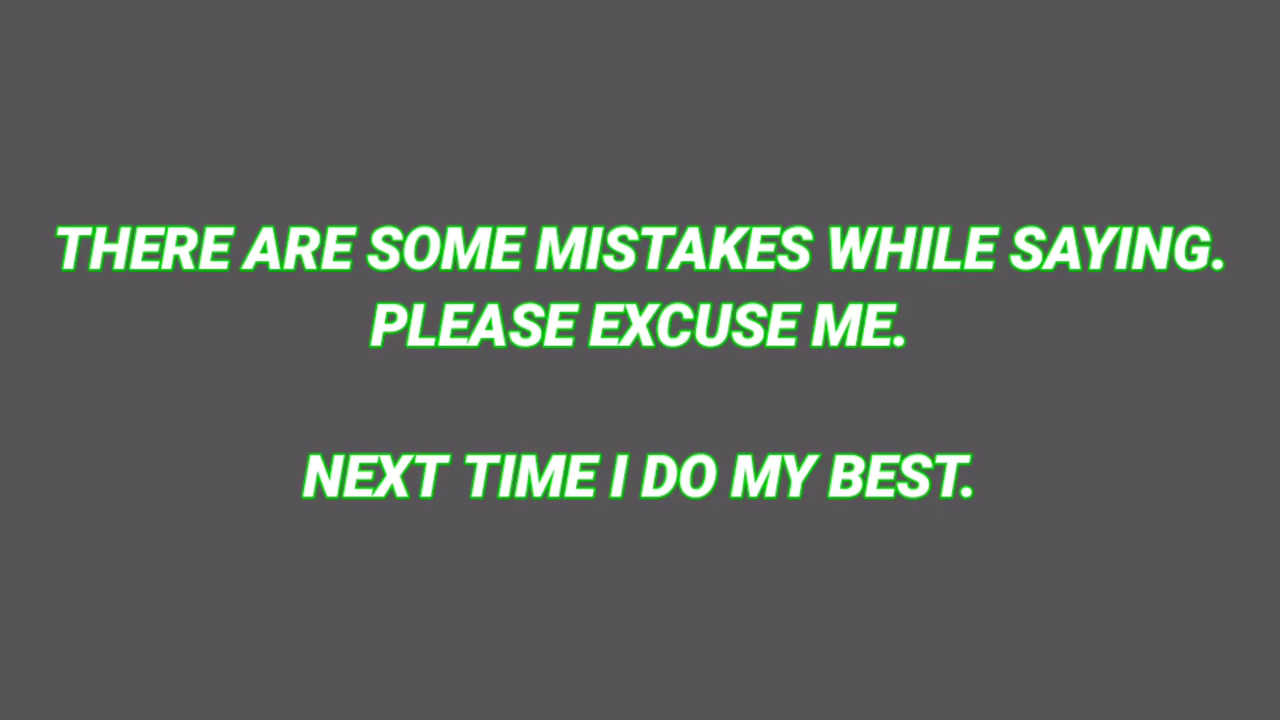 THERE ARE SOME MISTAKES WHILE SAYING.
PLEASE EXCUSE ME.
NEXT TIME I DO MY BEST.